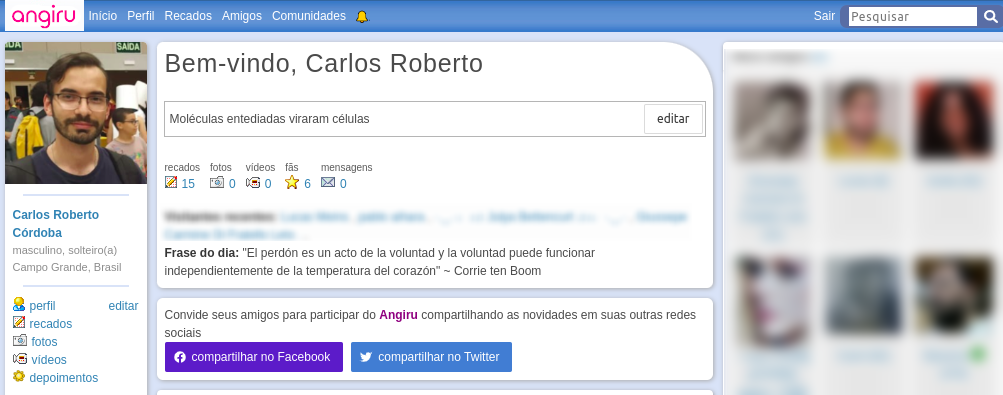 angiru Início Perfil Recados Amigos Comunidades Sair Pesquisar
SAÍDA
Carlos Roberto
Córdoba
masculino, solteiro(a)
Campo Grande, Brasil
perfil editar
recados
fotos
vídeos
depoimentos
Bem-vindo, Carlos Roberto
Moléculas entediadas viraram células editar
recados fotos vídeos fãs mensagens
15 0 0 6 0
Visitantes recentes:
Frase do dia: "El perdón es un acto de la voluntad y la voluntad puede funcionar
independientemente de la temperatura del corazón" ~ Corrie ten Boom
Convide seus amigos para participar do Angiru compartilhando as novidades em suas outras redes
sociais
compartilhar no Facebook compartilhar no Twitter